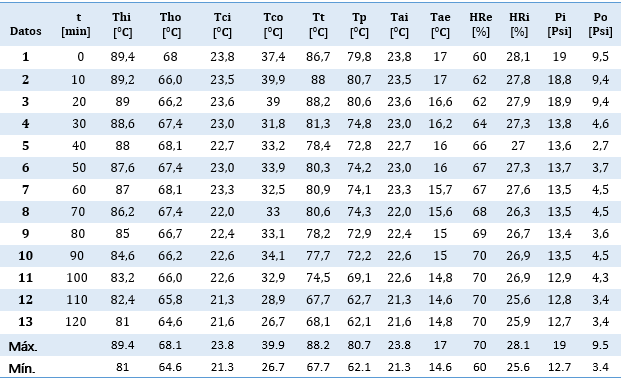 Datos t [min] Thi [⁰C] Tho [⁰C] Tci [⁰C] Tco [⁰C] Tt [⁰C] Tp [⁰C] Tai [⁰C] Tae [⁰C] HRe [%] HRi [%] Pi [Psi] Po [Psi]
1 0 89,4 68 23,8 37,4 86,7 79,8 23,8 17 60 28,1 19 9,5
2 10 89,2 66,0 23,5 39,9 88 80,7 23,5 17 62 27,8 18,8 9,4
3 20 89 66,2 23,6 39 88,2 80,6 23,6 16,6 62 27,9 18,9 9,4
4 30 88,6 67,4 23,0 31,8 81,3 74,8 23,0 16,2 64 27,3 13,8 4,6
5 40 88 68,1 22,7 33,2 78,4 72,8 22,7 16 66 27 13,6 2,7
6 50 87,6 67,4 23,0 33,9 80,3 74,2 23,0 16 67 27,3 13,7 3,7
7 60 87 68,1 23,3 32,5 80,9 74,1 23,3 15,7 67 27,6 13,5 4,5
8 70 86,2 67,4 22,0 33 80,6 74,3 22,0 15,6 68 26,3 13,5 4,5
9 80 85 66,7 22,4 33,1 78,2 72,9 22,4 15 69 26,7 13,4 3,6
10 90 84,6 66,2 22,6 34,1 77,7 72,2 22,6 15 70 26,9 13,5 4,5
11 100 83,2 66,0 22,6 32,9 74,5 69,1 22,6 14,8 70 26,9 12,9 4,3
12 110 82,4 65,8 21,3 28,9 67,7 62,7 21,3 14,6 70 25,6 12,8 3,4
13 120 81 64,6 21,6 26,7 68,1 62,1 21,6 14,8 70 25,9 12,7 3,4
Máx. 89.4 68.1 23.8 39.9 88.2 80.7 23.8 17 70 28.1 19 9.5
Mín. 81 64.6 21.3 26.7 67.7 62.1 21.3 14.6 60 25.6 12.7 3.4